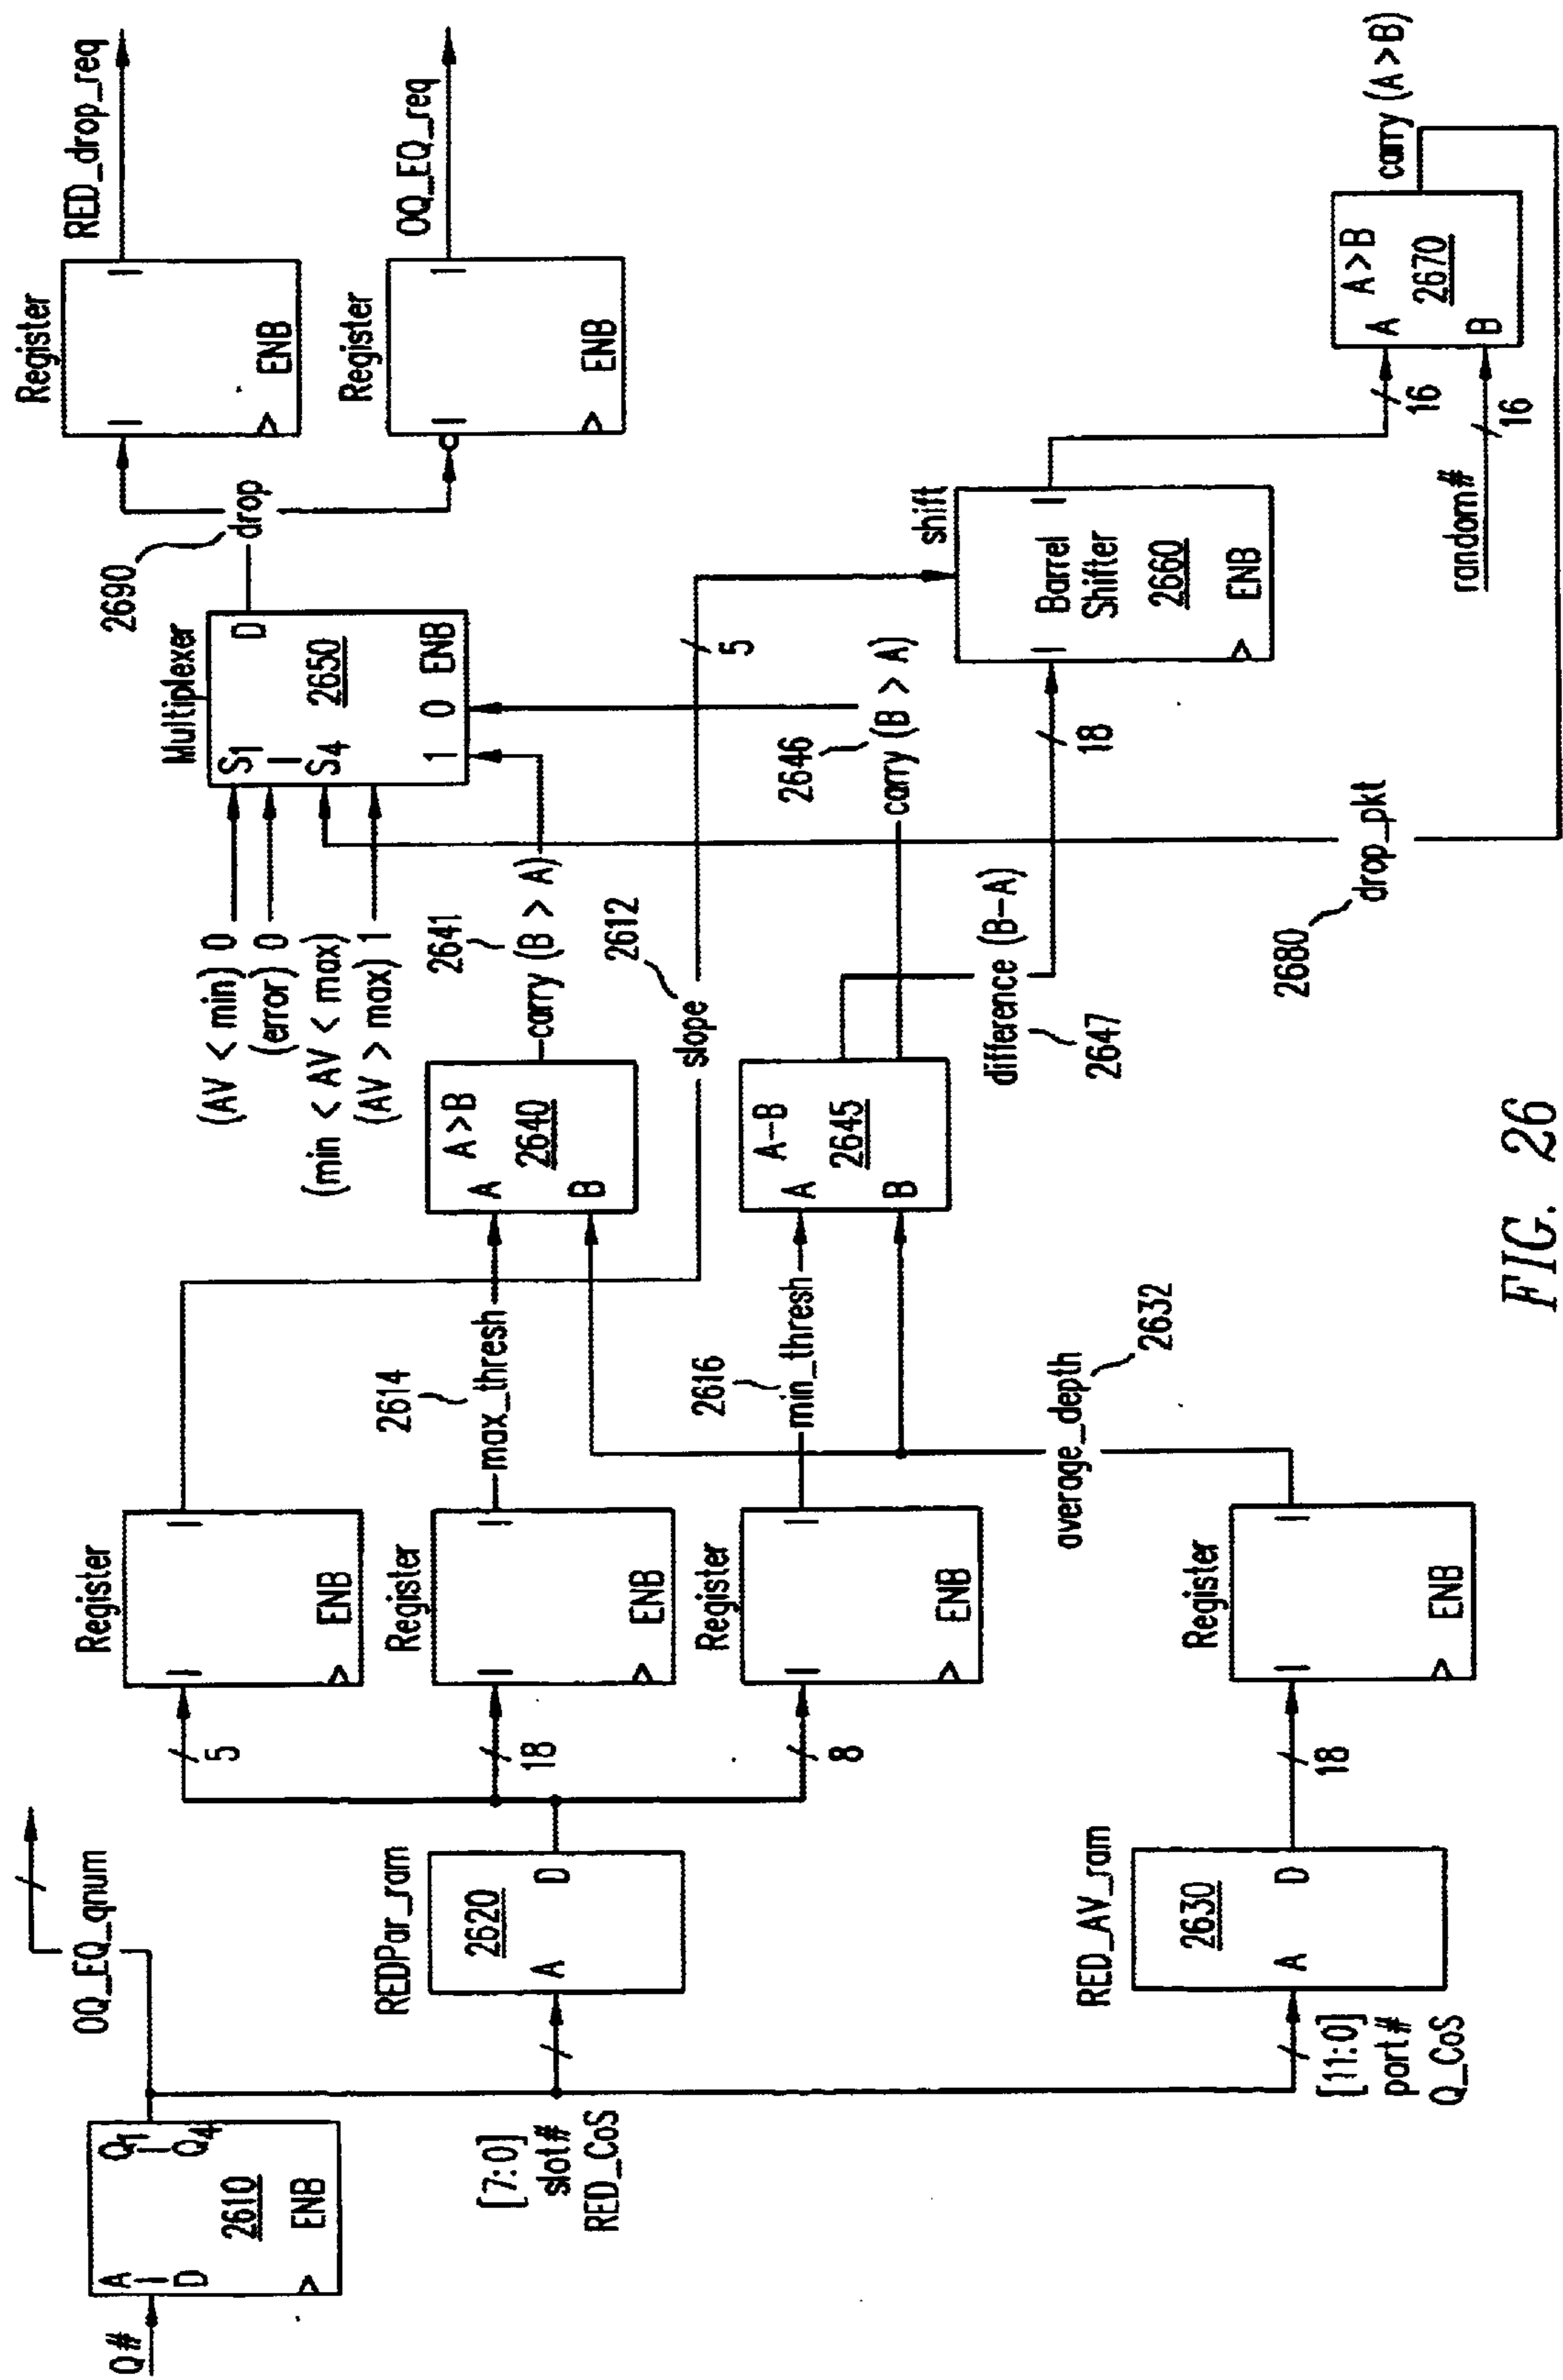 Q#
A
D
Q1
Q4
2610
ENB
OQ_EQ_qnum
[7:0]
slot#
RED_CoS
REDPar_ram
2620
A
D
[11:0]
port#
Q_CoS
RED_AV_ram
2630
A
D
5
18
8
18
Register
I
I
ENB
Register
I
I
ENB
Register
I
I
ENB
Register
I
I
ENB
2614
max_thresh
2616
min_thresh
average_depth
2632
A>B
A
2640
B
A-B
A
2645
B
(AV < min) 0
(error) 0
(min < AV < max)
(AV > max) 1
2641
carry (B > A)
2612
slope
difference (B-A)
2647
2646
carry (B > A)
Multiplexer
S1
S4
D
2650
1
0
ENB
5
18
2680
drop_pkt
2690
drop
shift
I
I
Barrel
Shifter
2660
ENB
Register
I
I
ENB
RED_drop_req
Register
I
I
ENB
OQ_EQ_req
16
random#
16
A>B
A
2670
B
carry (A>B)
FIG. 26